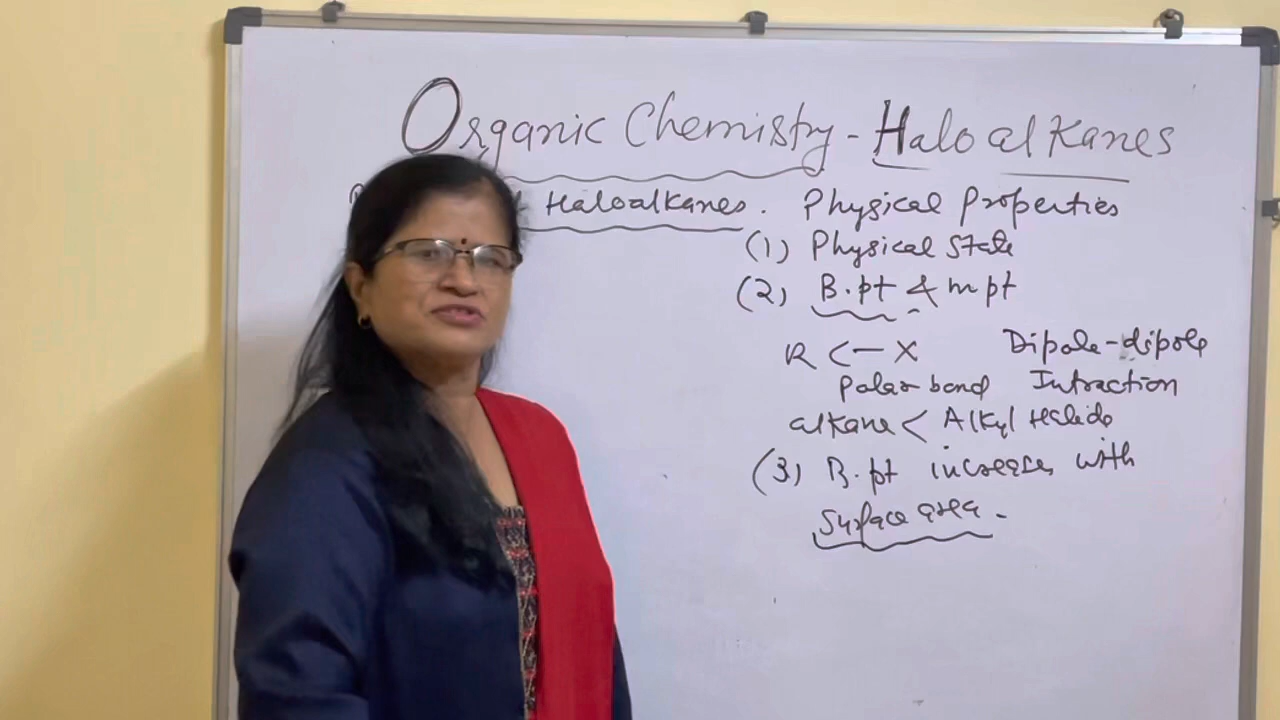 Organic Chemistry - Haloalkanes
Haloalkanes. Physical Properties
(1) Physical State
(2) B.pt & m pt
R <— X Dipole-dipole
Polar bond Intraction
alkane < Alkyl Halide
(3) B.pt increases with
Surface area.